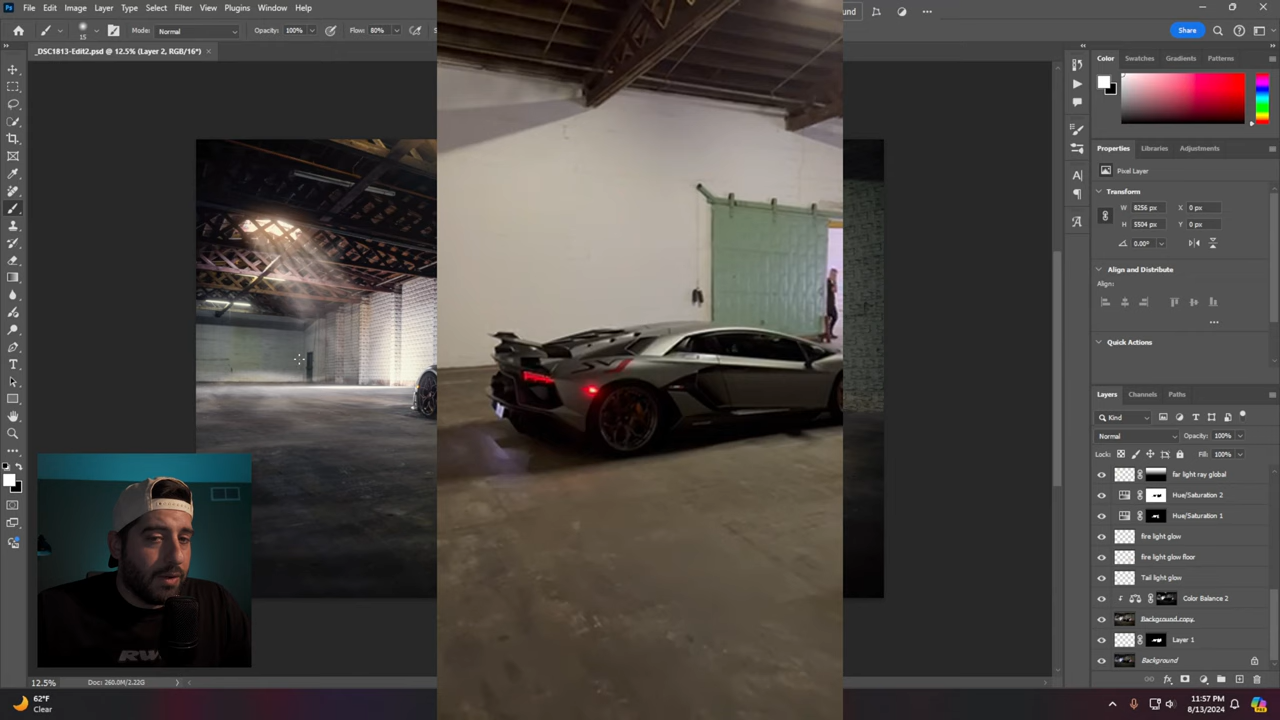 File Edit Image Layer Type Select Filter View Plugins Window Help
15 Mode: Normal Opacity: 100% Flow: 80%
Share
_DSC1813-Edit2.psd @ 12.5% (Layer 2, RGB/16*) ×
Color Swatches Gradients Patterns
Properties Libraries Adjustments
Pixel Layer
Transform
W 8256 px X 0 px
H 5504 px Y 0 px
0.00°
Align and Distribute
Align:
Quick Actions
Layers Channels Paths
Kind
Normal Opacity: 100%
Lock: Fill: 100%
far light ray global
Hue/Saturation 2
Hue/Saturation 1
fire light glow
fire light glow floor
Tail light glow
Color Balance 2
Background copy
Layer 1
Background
12.5% Doc: 260.0M/2.22G
62°F
Clear
11:57 PM
8/13/2024